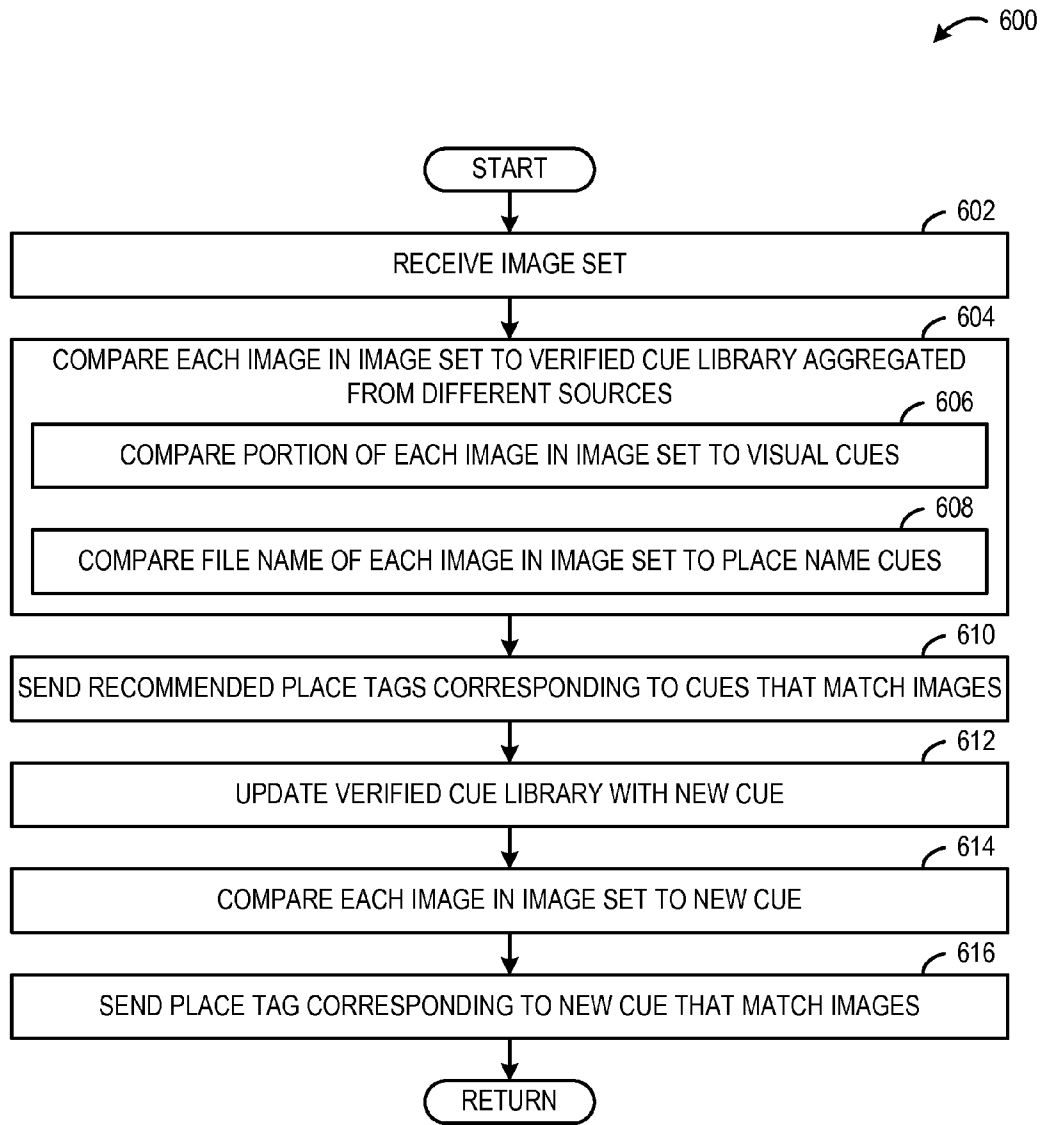 600
START
602
RECEIVE IMAGE SET
604
COMPARE EACH IMAGE IN IMAGE SET TO VERIFIED CUE LIBRARY AGGREGATED
FROM DIFFERENT SOURCES
606
COMPARE PORTION OF EACH IMAGE IN IMAGE SET TO VISUAL CUES
608
COMPARE FILE NAME OF EACH IMAGE IN IMAGE SET TO PLACE NAME CUES
610
SEND RECOMMENDED PLACE TAGS CORRESPONDING TO CUES THAT MATCH IMAGES
612
UPDATE VERIFIED CUE LIBRARY WITH NEW CUE
614
COMPARE EACH IMAGE IN IMAGE SET TO NEW CUE
616
SEND PLACE TAG CORRESPONDING TO NEW CUE THAT MATCH IMAGES
RETURN